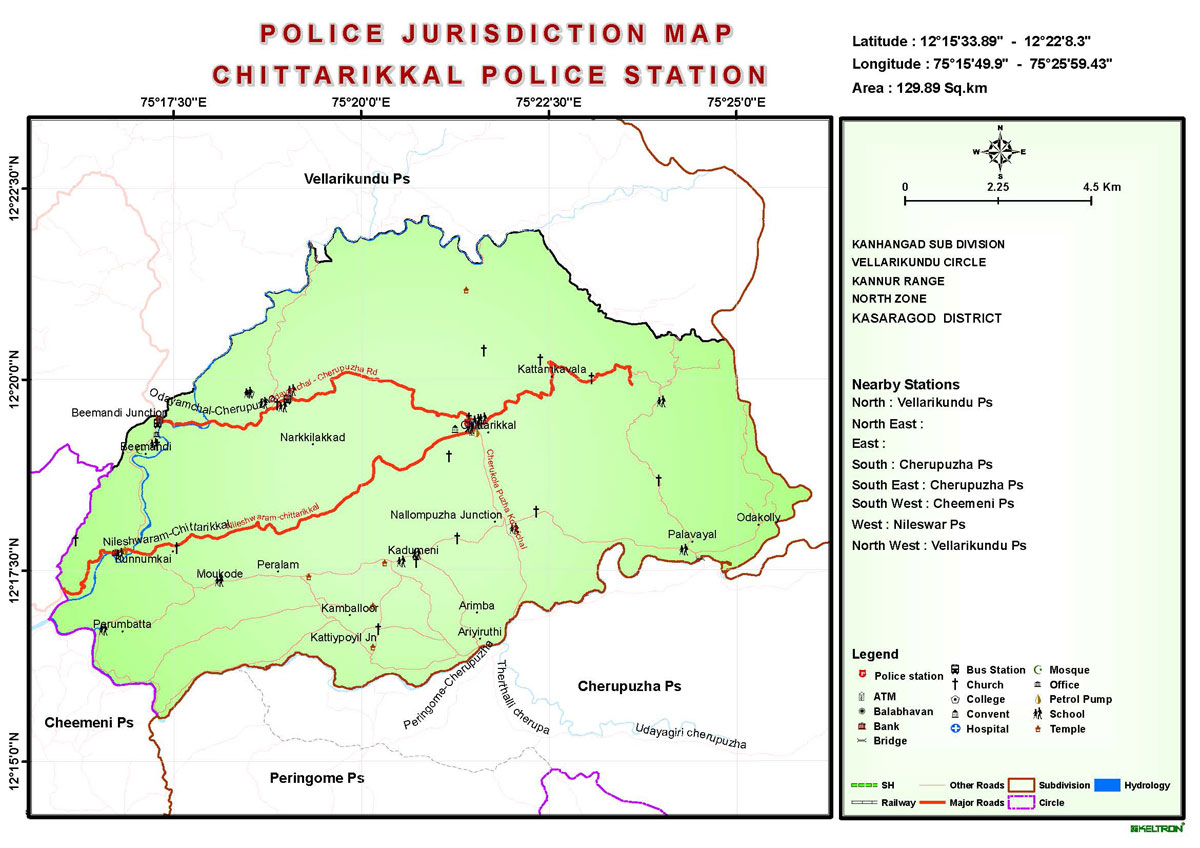 POLICE JURISDICTION MAP
CHITTARIKKAL POLICE STATION
Latitude : 12°15'33.89" - 12°22'8.3"
Longitude : 75°15'49.9" - 75°25'59.43"
Area : 129.89 Sq.km
75°17'30"E
75°20'0"E
75°22'30"E
75°25'0"E
12°22'30"N
12°20'0"N
12°17'30"N
12°15'0"N
Vellarikundu Ps
Kattamkavala
Odayamchal - Cherupuzha Rd
Odayamchal-Cherupuzha
Beemandi Junction
Beemandi
Narkkilakkad
Chittarikkal
Cherukola Puzha
Nallompuzha Junction
Odakolly
Palavayal
Nileshwaram-Chittarikkal
Nileshwaram-chittarikkal
Kunnumkai
Kadumeni
Moukode
Peralam
Kamballoor
Arimba
Kattiypoyil Jn
Ariyiruthi
Perumbatta
Peringome-Cherupuzha
Therthalli cherupa
Udayagiri cherupuzha
Cherupuzha Ps
Cheemeni Ps
Peringome Ps
N
W
E
S
0
2.25
4.5 Km
KANHANGAD SUB DIVISION
VELLARIKUNDU CIRCLE
KANNUR RANGE
NORTH ZONE
KASARAGOD DISTRICT
Nearby Stations
North : Vellarikundu Ps
North East :
East :
South : Cherupuzha Ps
South East : Cherupuzha Ps
South West : Cheemeni Ps
West : Nileswar Ps
North West : Vellarikundu Ps
Legend
Police station
ATM
Balabhavan
Bank
Bridge
Bus Station
Church
College
Convent
Hospital
Mosque
Office
Petrol Pump
School
Temple
SH
Other Roads
Subdivision
Hydrology
Railway
Major Roads
Circle
KELTRON